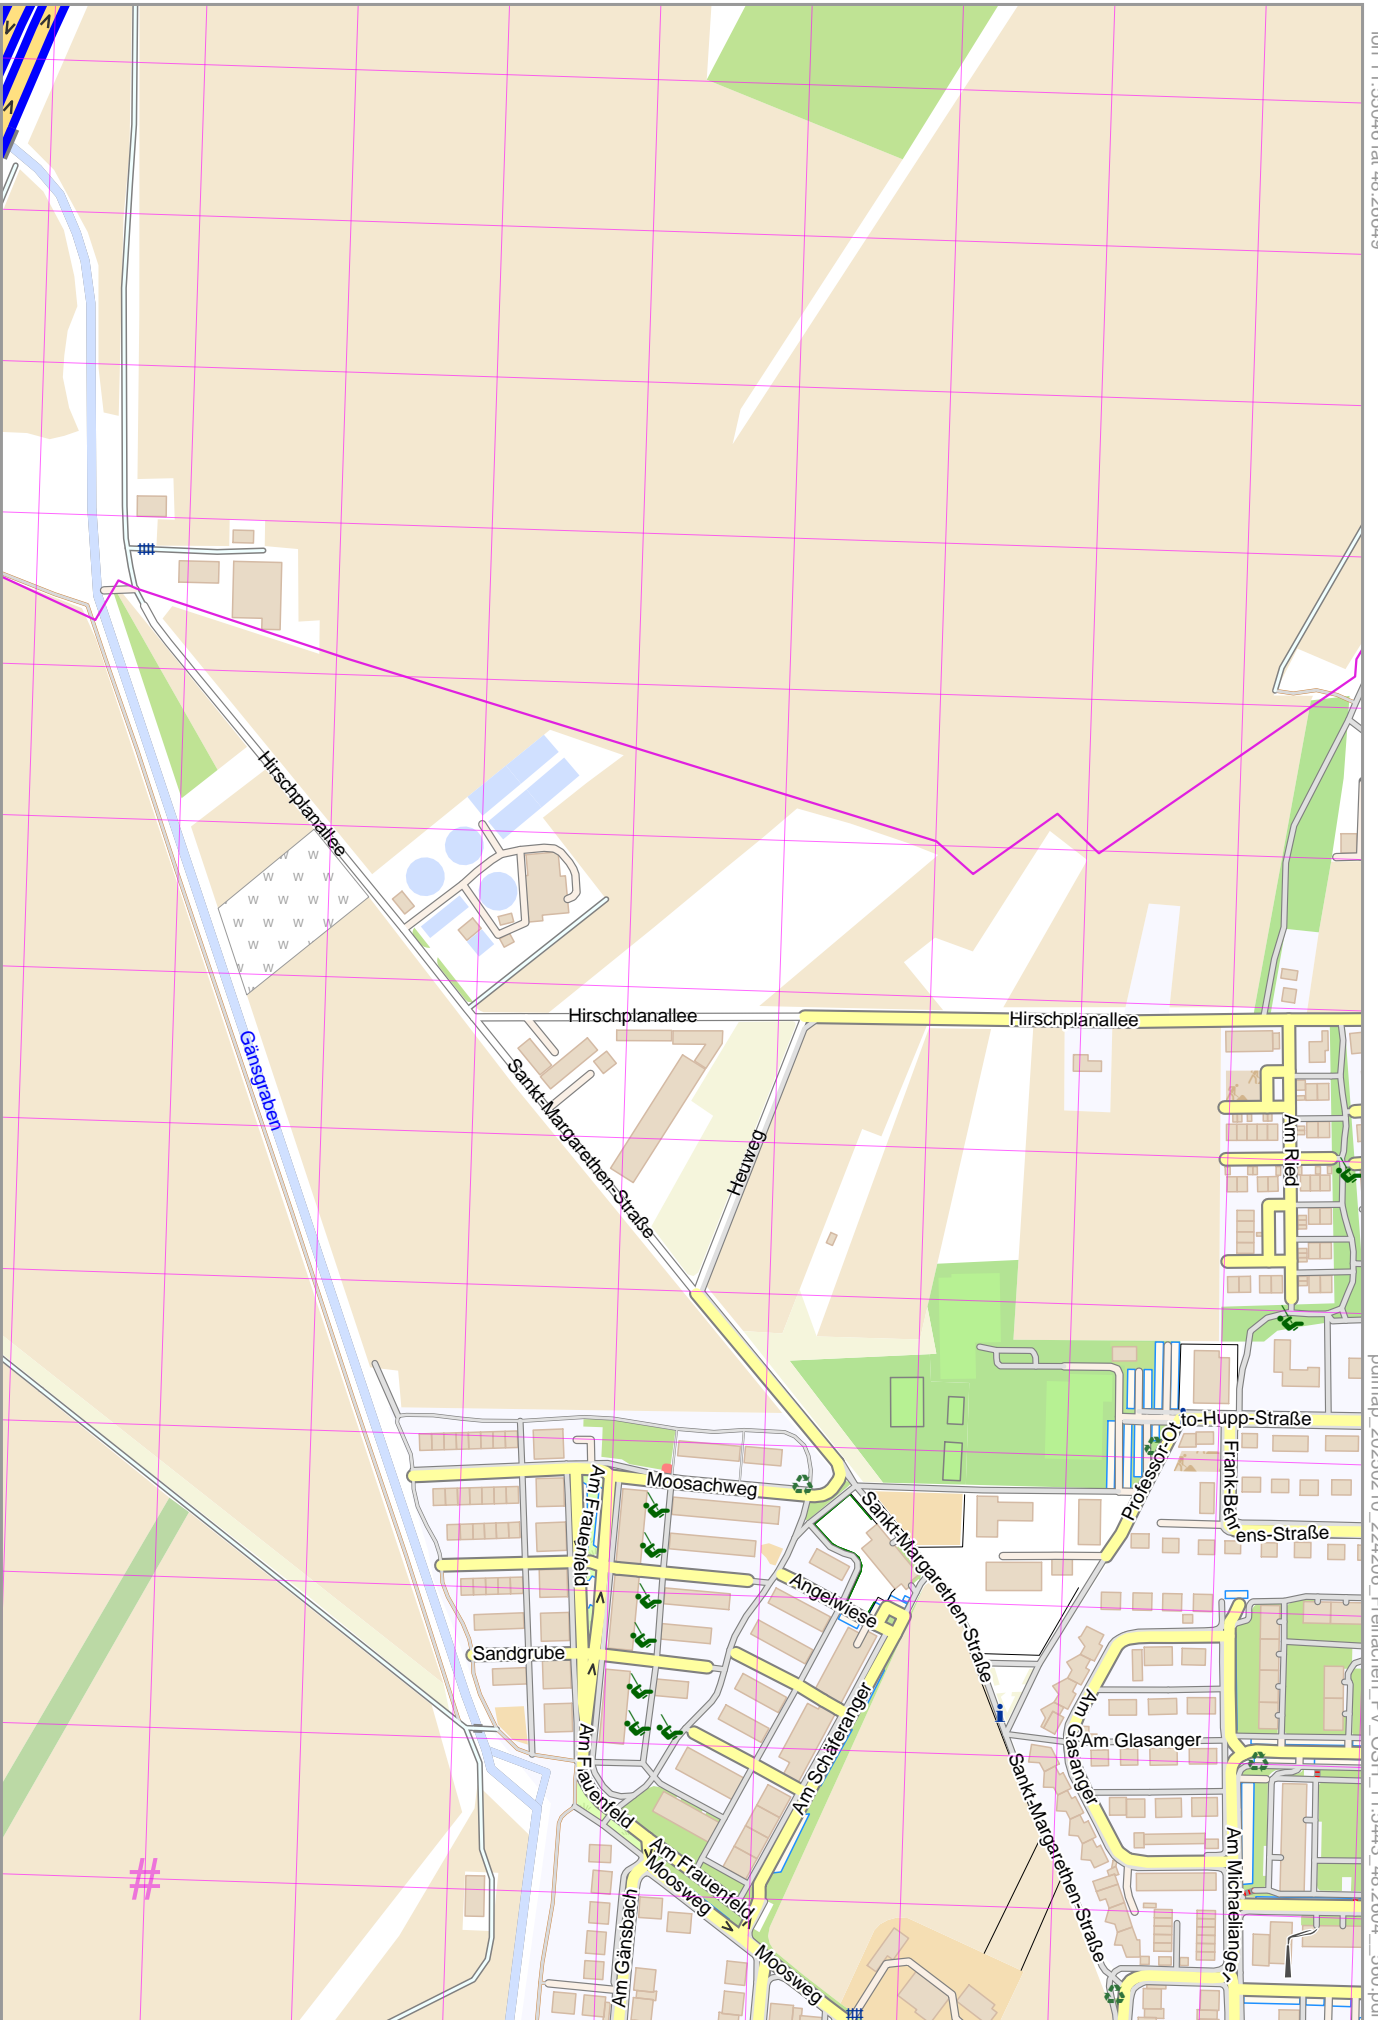 Hirschplanallee
Hirschplanallee
Hirschplanallee
Gänsgraben
Sankt-Margarethen-Straße
Heuweg
Am Ried
Professor-Otto-Hupp-Straße
Moosachweg
Am Frauenfeld
Sankt-Margarethen-Straße
Frank-Behrens-Straße
Angelwiese
Sandgrube
Am Schäferanger
Am Gasanger
Am Glasanger
Am Frauenfeld
Sankt-Margarethen-Straße
Am Michaelianger
Am Frauenfeld
Moosweg
Am Gänsbach
Moosweg
#